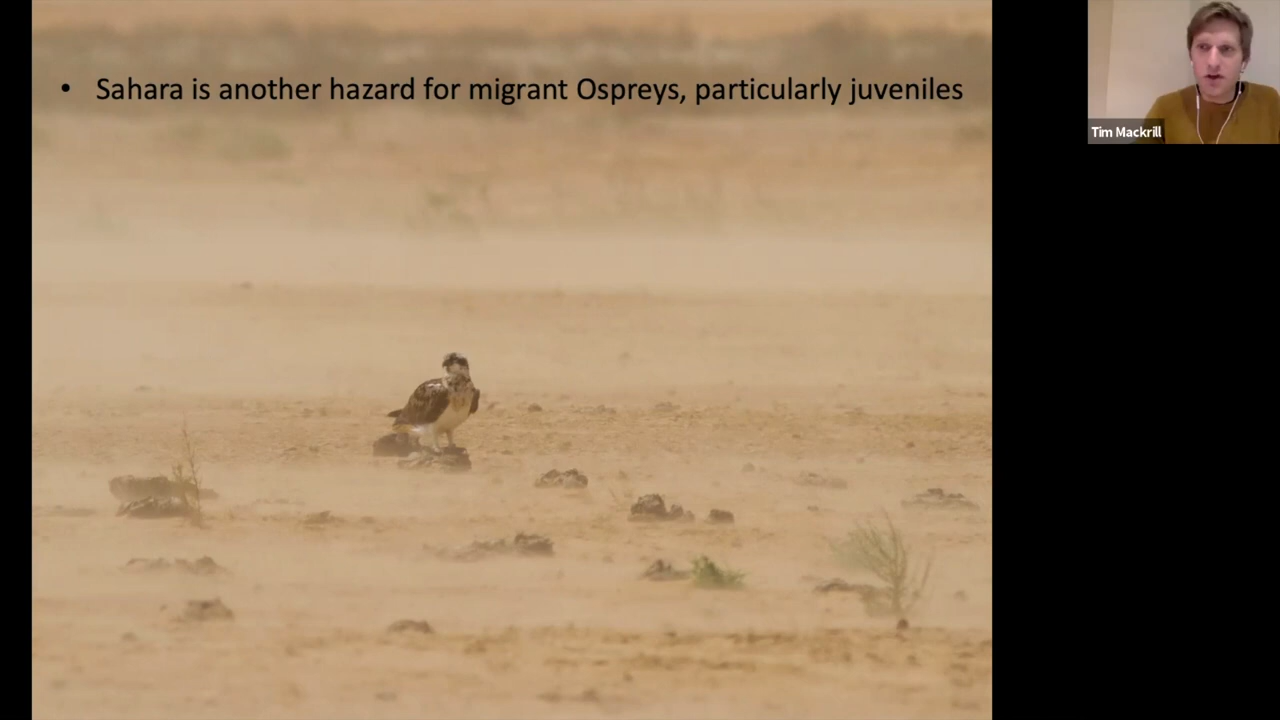 • Sahara is another hazard for migrant Ospreys, particularly juveniles
Tim Mackrill